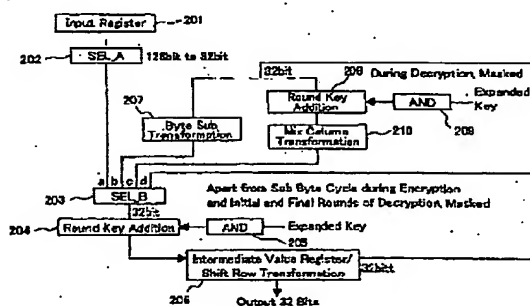 Input Register
201
202
SEL_A
128bit to 32bit
32bit
208
During Decryption, Masked
207
Round Key Addition
AND
Expanded Key
209
Byte Sub Transformation
Mix Column Transformation
210
a b c d
203
SEL_B
Apart from Sub Byte Cycle during Encryption
and Initial and Final Rounds of Decryption, Masked
32bit
204
Round Key Addition
AND
Expanded Key
205
Intermediate Value Register/
Shift Row Transformation
32bit
206
Output 32 Bits